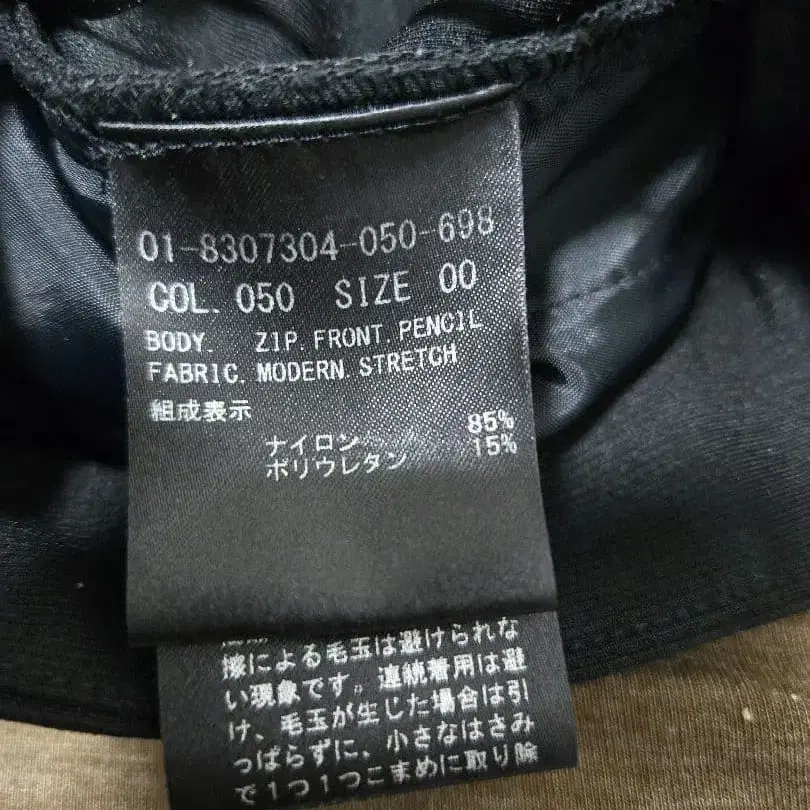 01-8307304-050-698
COL. 050 SIZE 00
BODY. ZIP. FRONT. PENCIL
FABRIC. MODERN. STRETCH
組成表示
ナイロン 85%
ポリウレタン 15%
擦による毛玉は避けられな
い現象です。連続着用は避
け、毛玉が生じた場合は引
っぱらずに、小さなはさみ
で1つ1つこまめに取り除